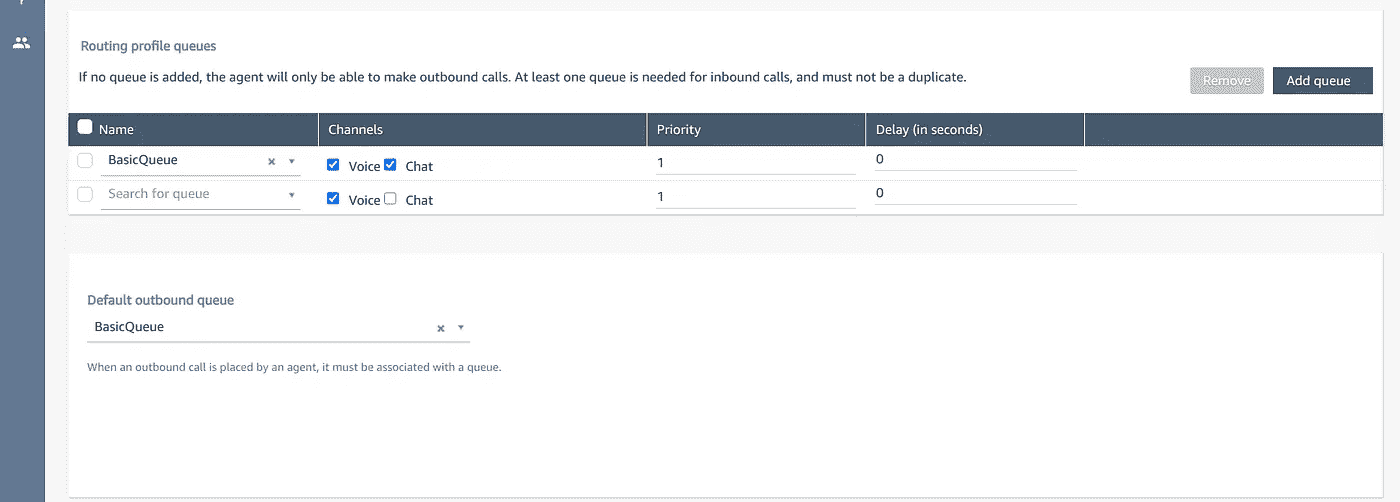 Routing profile queues
If no queue is added, the agent will only be able to make outbound calls. At least one queue is needed for inbound calls, and must not be a duplicate.
Remove Add queue
Name Channels Priority Delay (in seconds)
BasicQueue Voice Chat 1 0
Search for queue Voice Chat 1 0
Default outbound queue
BasicQueue
When an outbound call is placed by an agent, it must be associated with a queue.